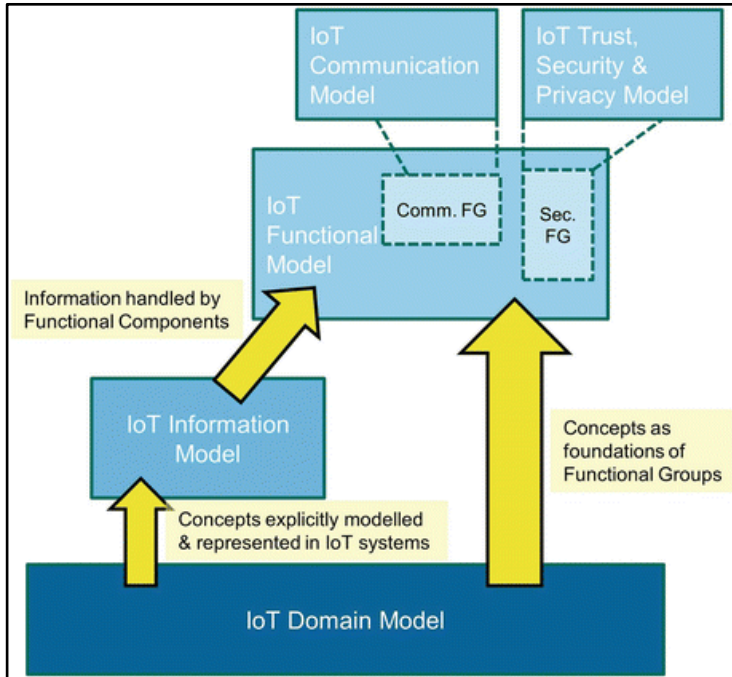 IoT
Communication
Model
IoT Trust,
Security &
Privacy Model
IoT
Functional
Model
Comm. FG
Sec.
FG
Information handled by
Functional Components
IoT Information
Model
Concepts as
foundations of
Functional Groups
Concepts explicitly modelled
& represented in IoT systems
IoT Domain Model